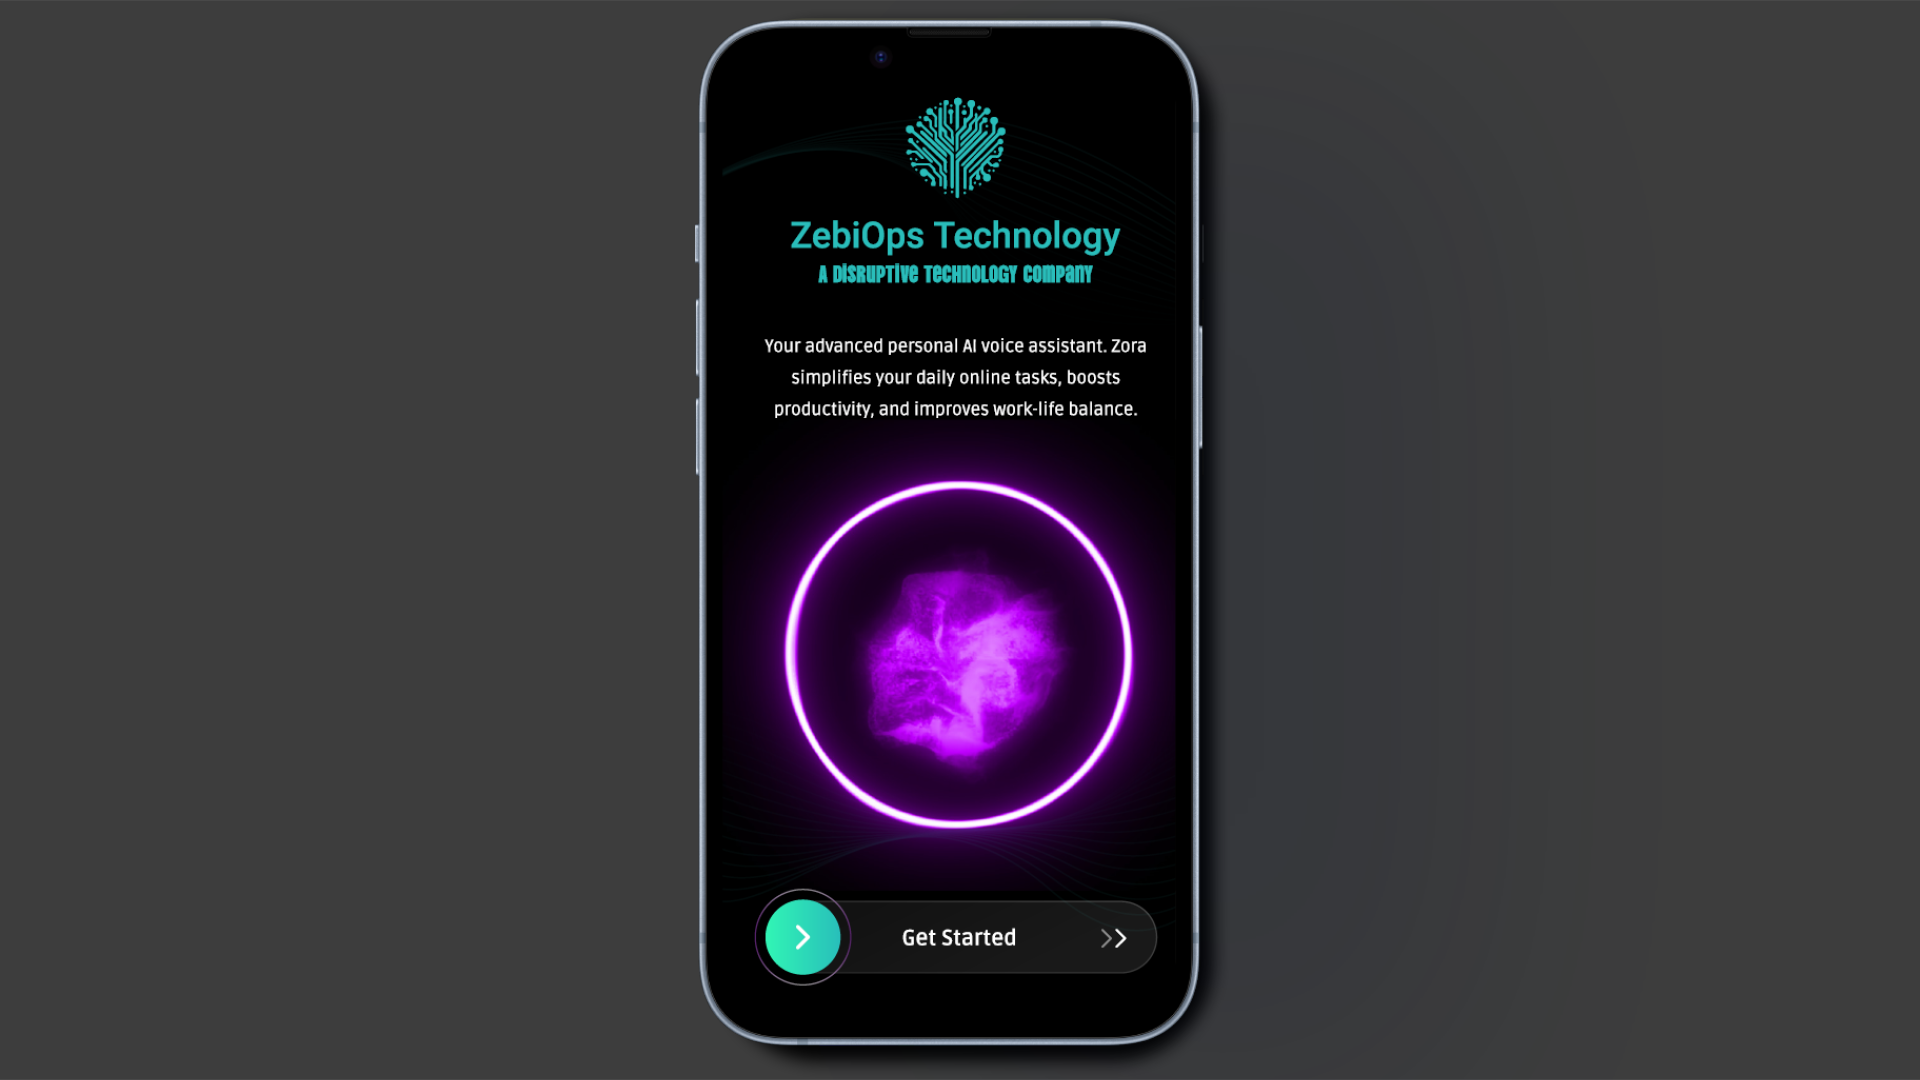 ZebiOps Technology
A Disruptive Technology Company
Your advanced personal AI voice assistant. Zora
simplifies your daily online tasks, boosts
productivity, and improves work-life balance.
Get Started